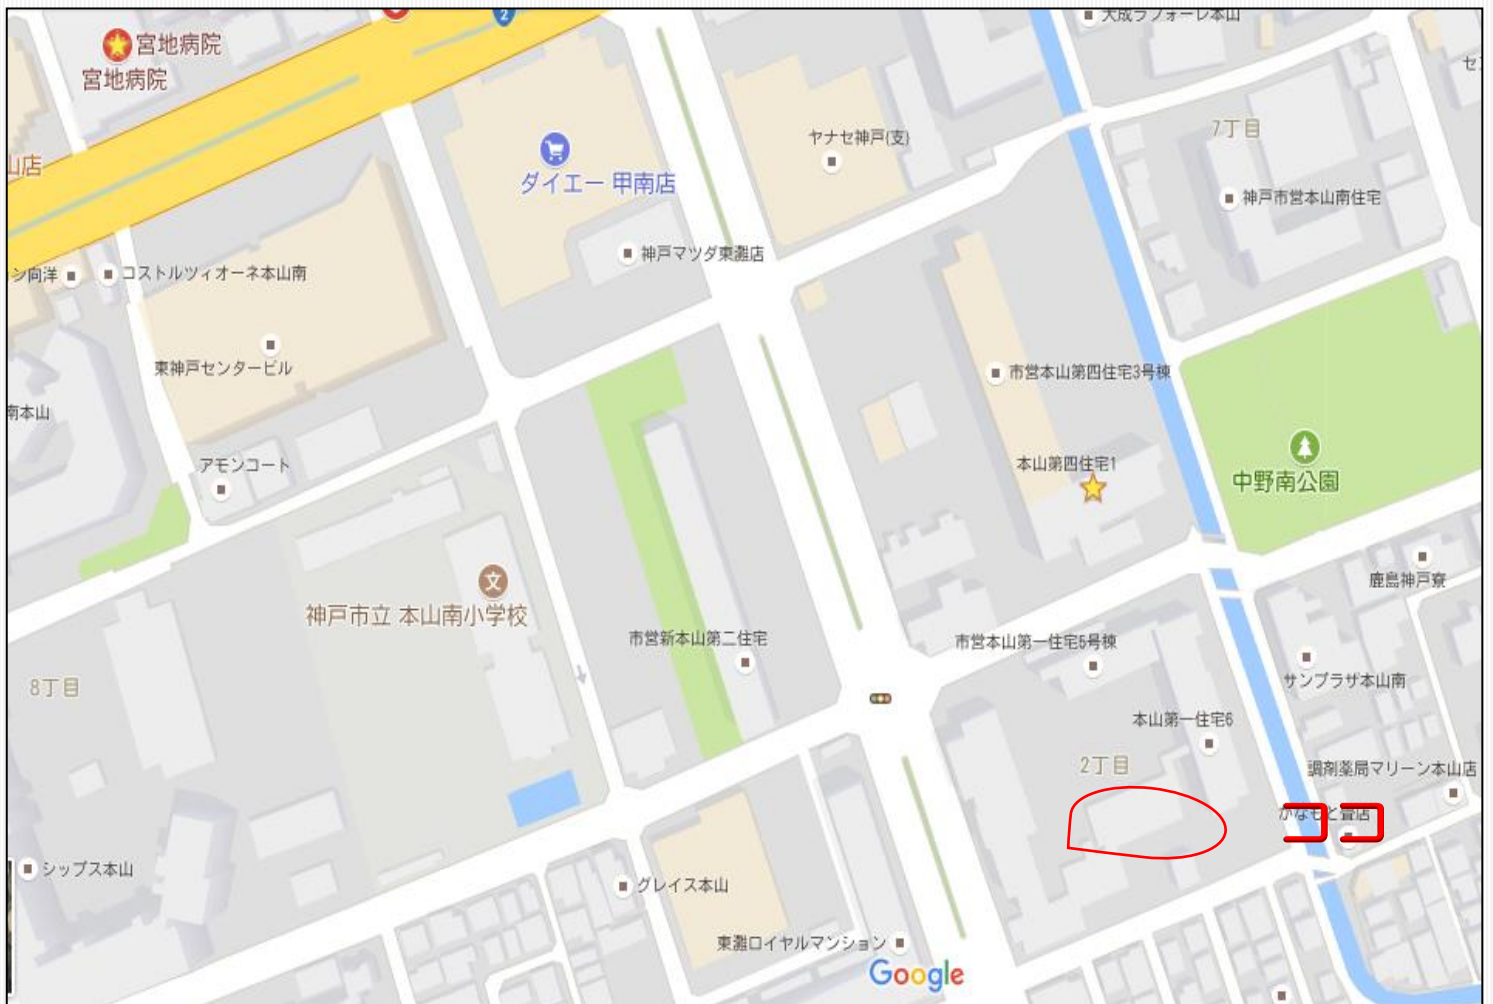 2
大成ラフォーレ本山
宮地病院
宮地病院
セ
7丁目
ヤナセ神戸(支)
山店
ダイエー 甲南店
神戸市営本山南住宅
神戸マツダ東灘店
ン向洋
コストルツィオーネ本山南
東神戸センタービル
市営本山第四住宅3号棟
南本山
アモンコート
本山第四住宅1
中野南公園
文
鹿島神戸寮
神戸市立 本山南小学校
市営新本山第二住宅
市営本山第一住宅5号棟
サンプラザ本山南
8丁目
本山第一住宅6
2丁目
調剤薬局マリーン本山店
かなもと畳店
シップス本山
グレイス本山
東灘ロイヤルマンション
Google